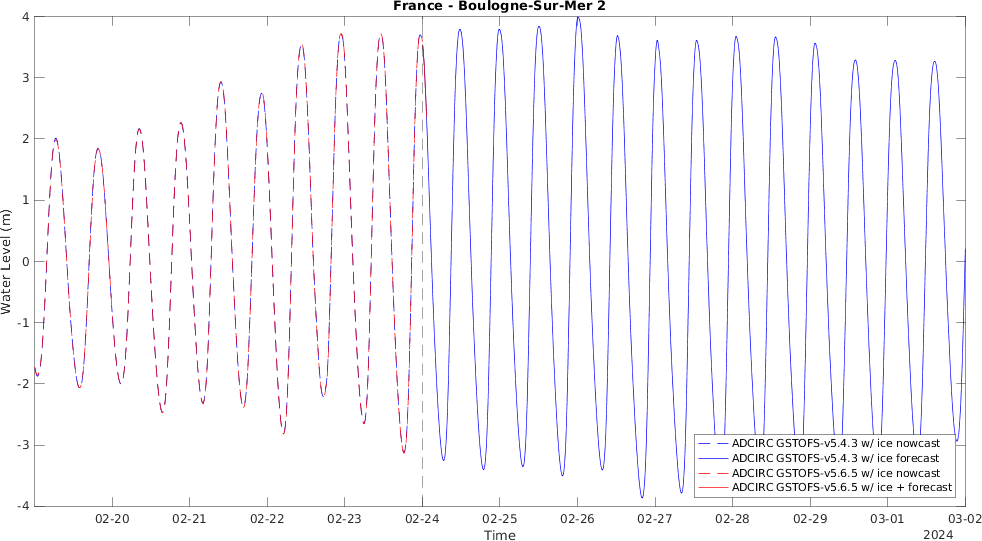 France - Boulogne-Sur-Mer 2
4
3
2
1
0
-1
-2
-3
-4
Water Level (m)
ADCIRC GSTOFS-v5.4.3 w/ ice nowcast
ADCIRC GSTOFS-v5.4.3 w/ ice forecast
ADCIRC GSTOFS-v5.6.5 w/ ice nowcast
ADCIRC GSTOFS-v5.6.5 w/ ice + forecast
02-20 02-21 02-22 02-23 02-24 02-25 02-26 02-27 02-28 02-29 03-01 03-02
Time
2024